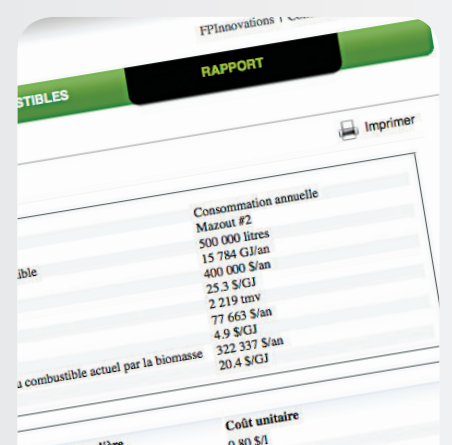 FPInnovations |
STIBLES
RAPPORT
Imprimer
Consommation annuelle
Mazout #2
ible 500 000 litres
15 784 GJ/an
400 000 $/an
25.3 $/GJ
2 219 tmv
77 663 $/an
4.9 $/GJ
u combustible actuel par la biomasse 322 337 $/an
20.4 $/GJ
Coût unitaire
0.80 $/l